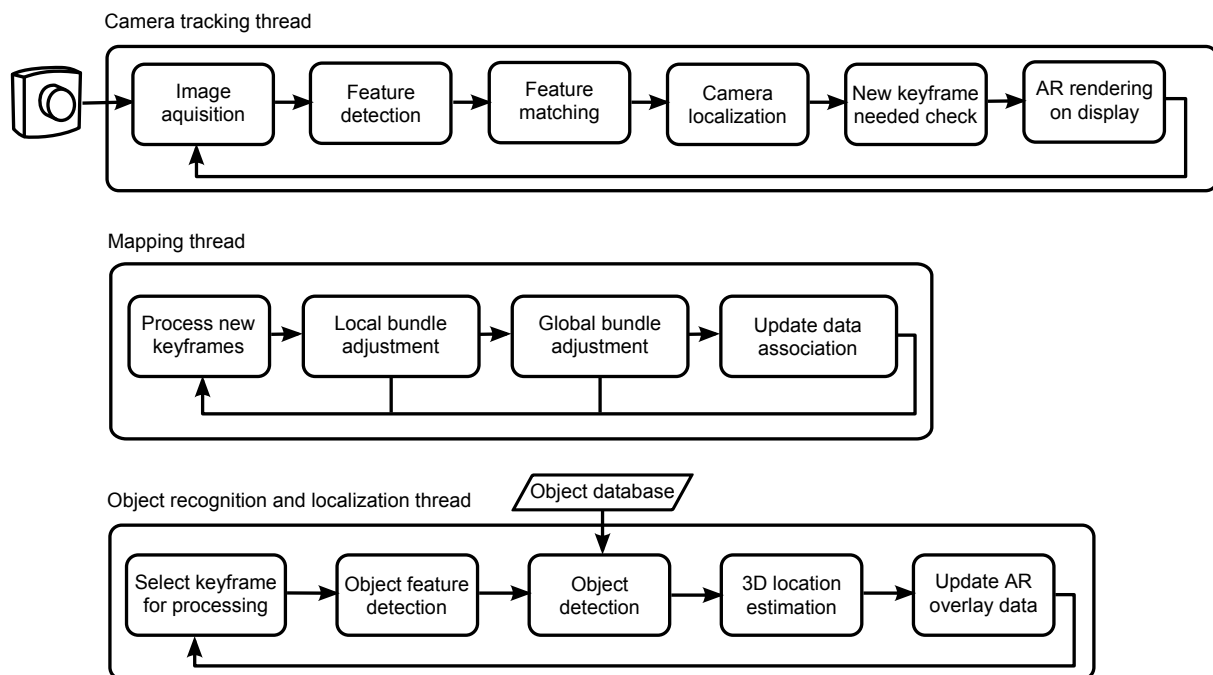 Camera tracking thread
Image
aquisition
Feature
detection
Feature
matching
Camera
localization
New keyframe
needed check
AR rendering
on display
Mapping thread
Process new
keyframes
Local bundle
adjustment
Global bundle
adjustment
Update data
association
Object recognition and localization thread
Object database
Select keyframe
for processing
Object feature
detection
Object
detection
3D location
estimation
Update AR
overlay data